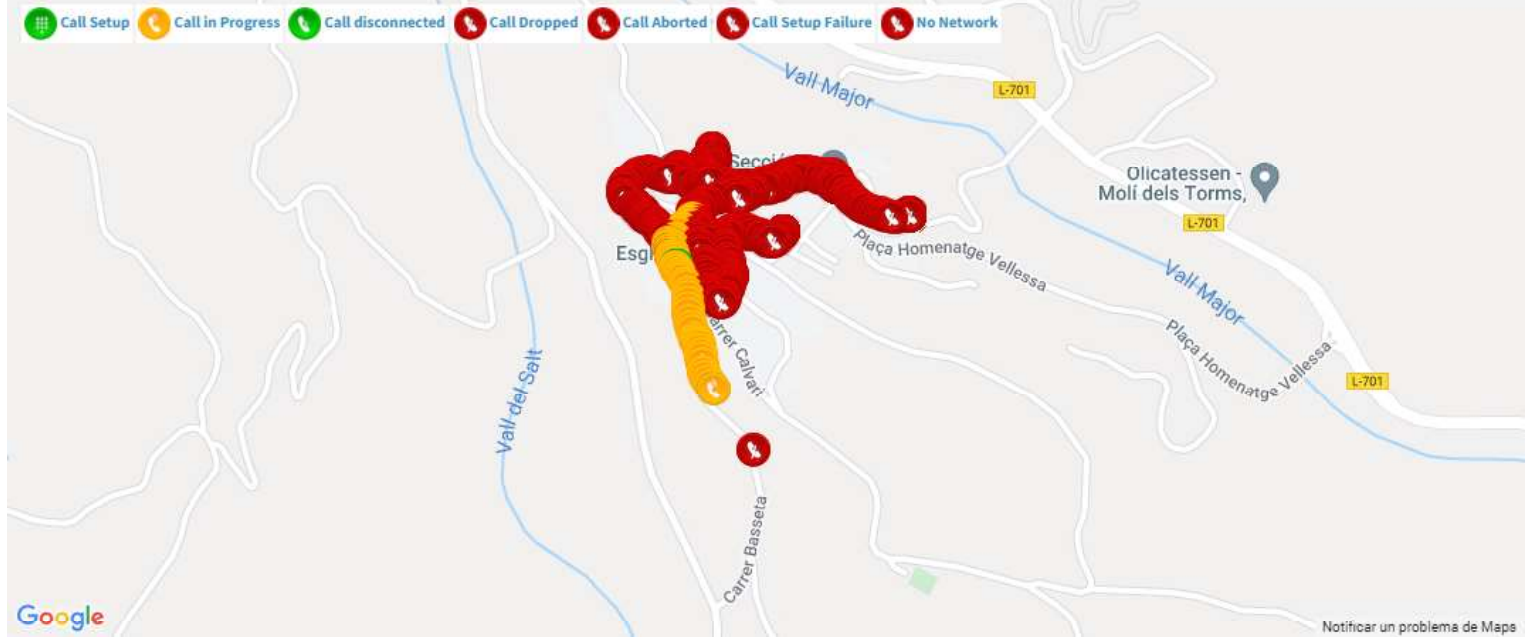 Call Setup
Call in Progress
Call disconnected
Call Dropped
Call Aborted
Call Setup Failure
No Network
Vall Major
L-701
Olicatessen -
Molí dels Torms,
L-701
Plaça Homenatge Vellessa
Vall Major
Plaça Homenatge Vellessa
L-701
Carrer Calvari
Vall del Salt
Carrer Basseta
Google
Notificar un problema de Maps